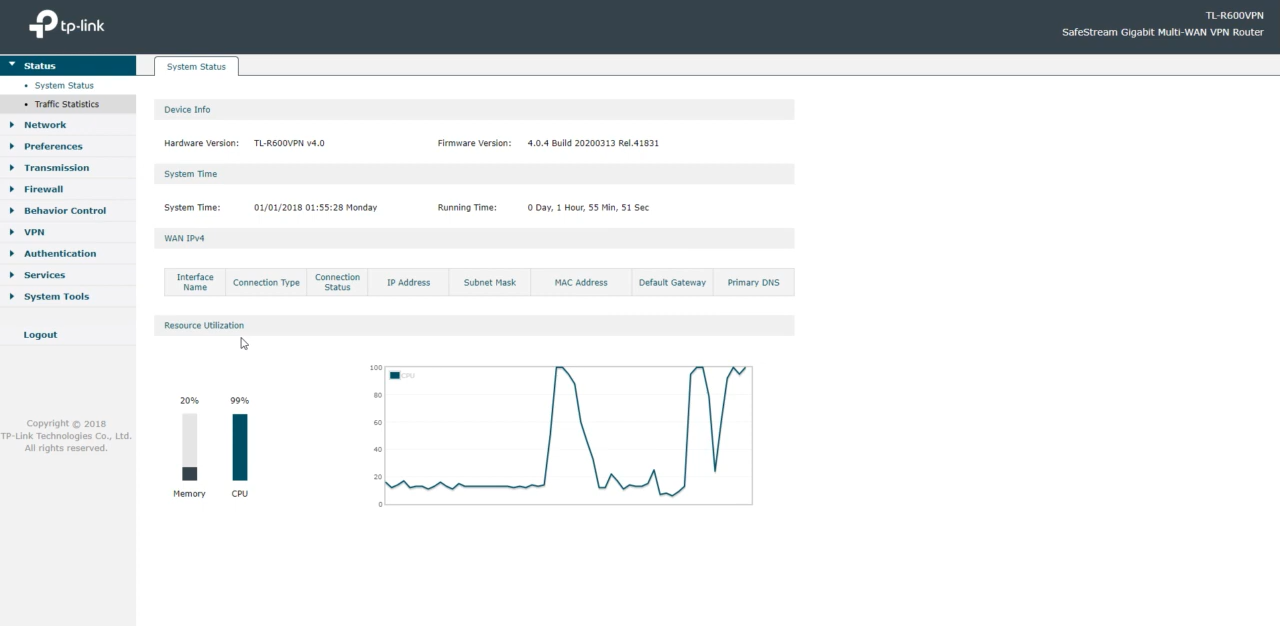 tp-link
TL-R600VPN
SafeStream Gigabit Multi-WAN VPN Router
Status
System Status
Traffic Statistics
Network
Preferences
Transmission
Firewall
Behavior Control
VPN
Authentication
Services
System Tools
Logout
Copyright © 2018
TP-Link Technologies Co., Ltd.
All rights reserved.
System Status
Device Info
Hardware Version: TL-R600VPN v4.0 Firmware Version: 4.0.4 Build 20200313 Rel.41831
System Time
System Time: 01/01/2018 01:55:28 Monday Running Time: 0 Day, 1 Hour, 55 Min, 51 Sec
WAN IPv4
Interface Name Connection Type Connection Status IP Address Subnet Mask MAC Address Default Gateway Primary DNS
Resource Utilization
20% 99%
Memory CPU
CPU
100
80
60
40
20
0